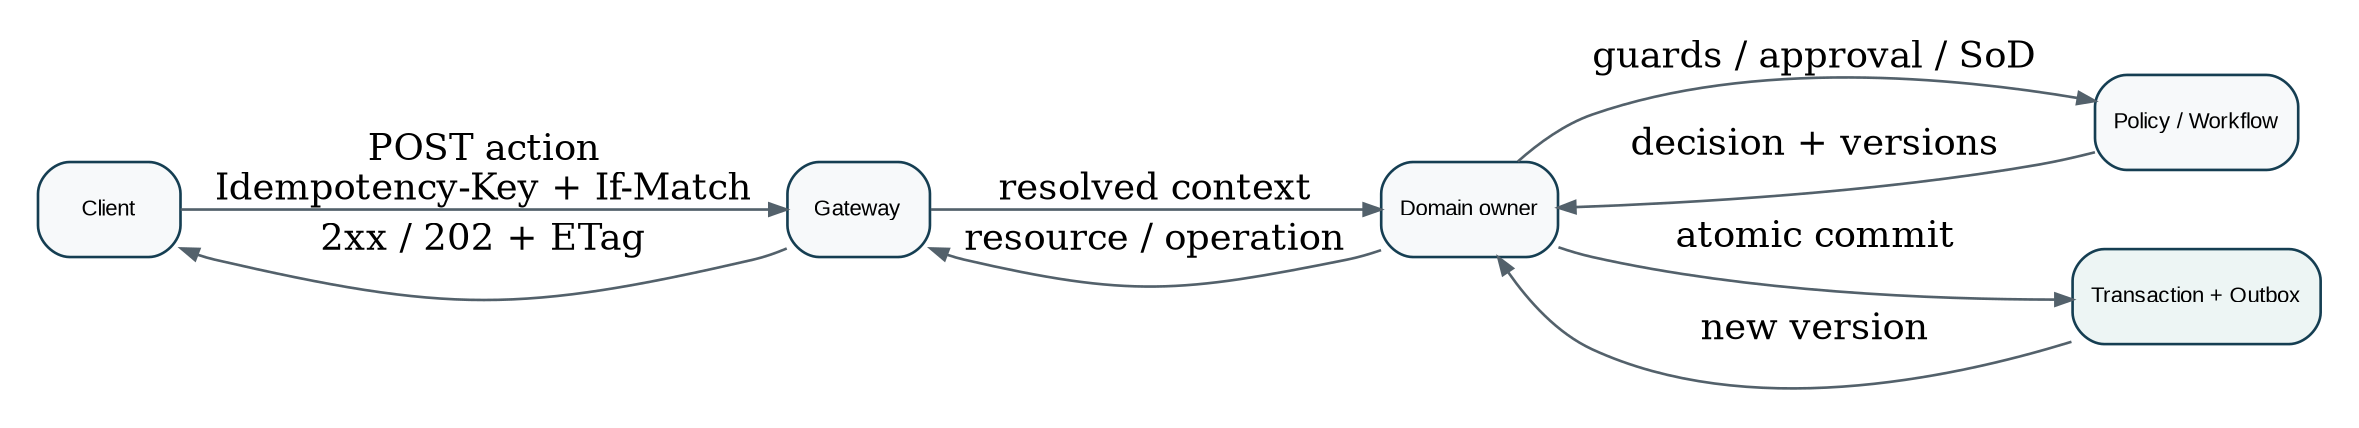 guards / approval / SoD
Policy / Workflow
decision + versions
POST action
Idempotency-Key + If-Match
resolved context
Client
Gateway
Domain owner
2xx / 202 + ETag
resource / operation
atomic commit
Transaction + Outbox
new version